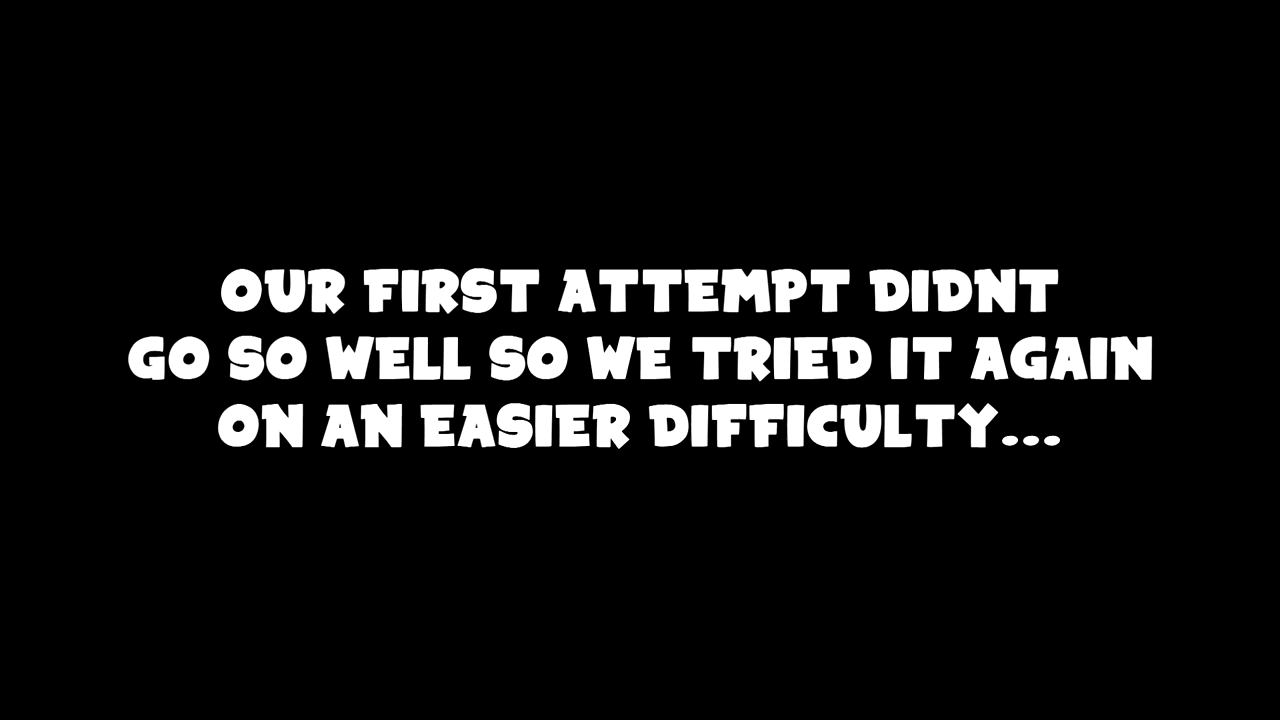 OUR FIRST ATTEMPT DIDNT
GO SO WELL SO WE TRIED IT AGAIN
ON AN EASIER DIFFICULTY...